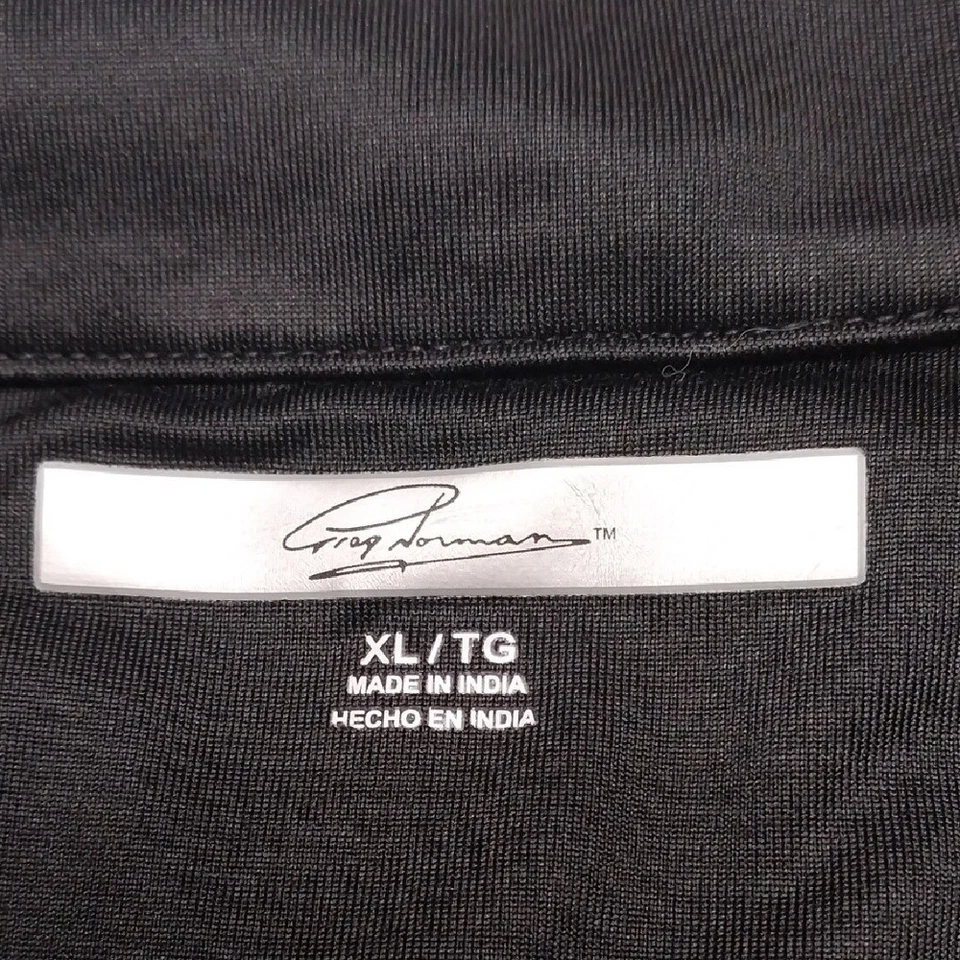 Greg Norman™
XL / TG
MADE IN INDIA
HECHO EN INDIA